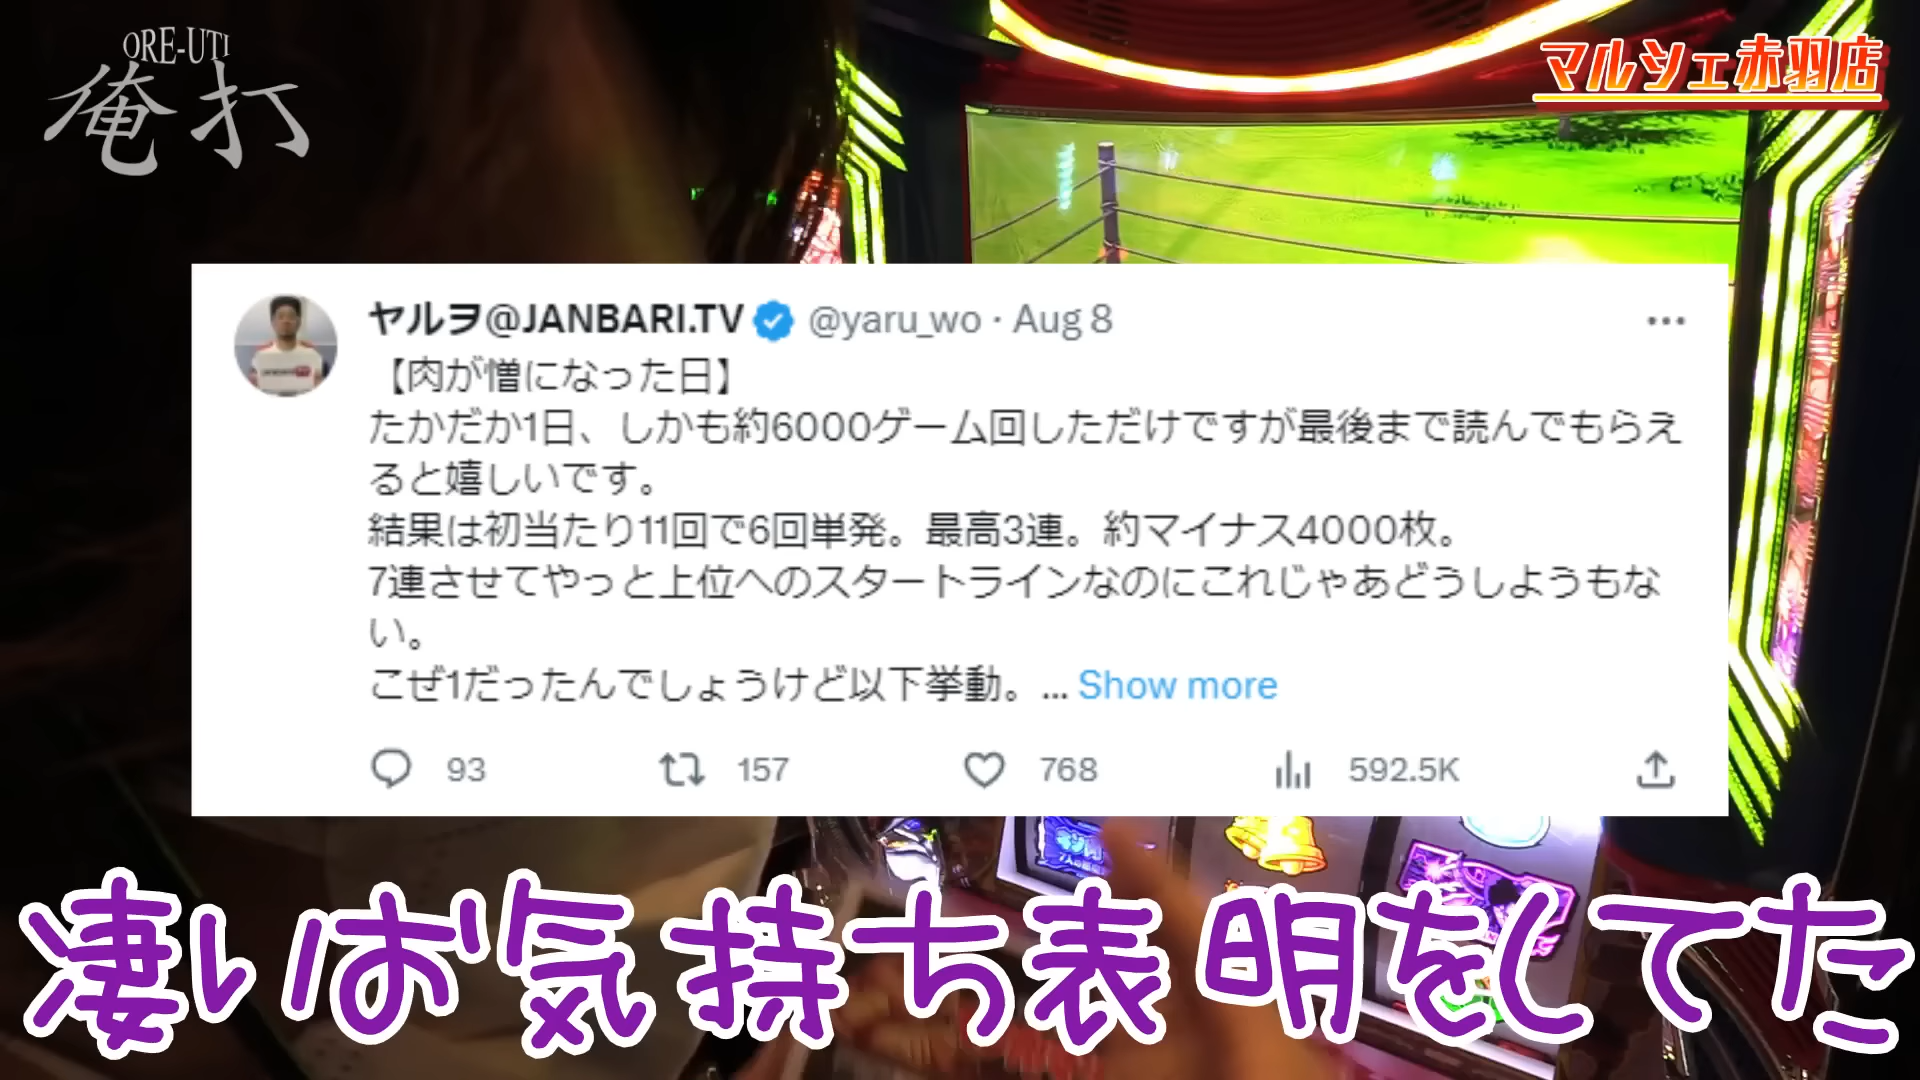 ORE-UTI
俺打
マルシェ赤羽店
ヤルヲ@JANBARI.TV @yaru_wo · Aug 8
【肉が憎になった日】
たかだか1日、しかも約6000ゲーム回しただけですが最後まで読んでもらえ
ると嬉しいです。
結果は初当たり11回で6回単発。最高3連。約マイナス4000枚。
7連させてやっと上位へのスタートラインなのにこれじゃあどうしようもな
い。
こぜ1だったんでしょうけど以下挙動。... Show more
93 157 768 592.5K
凄いお気持ち表明をしてた